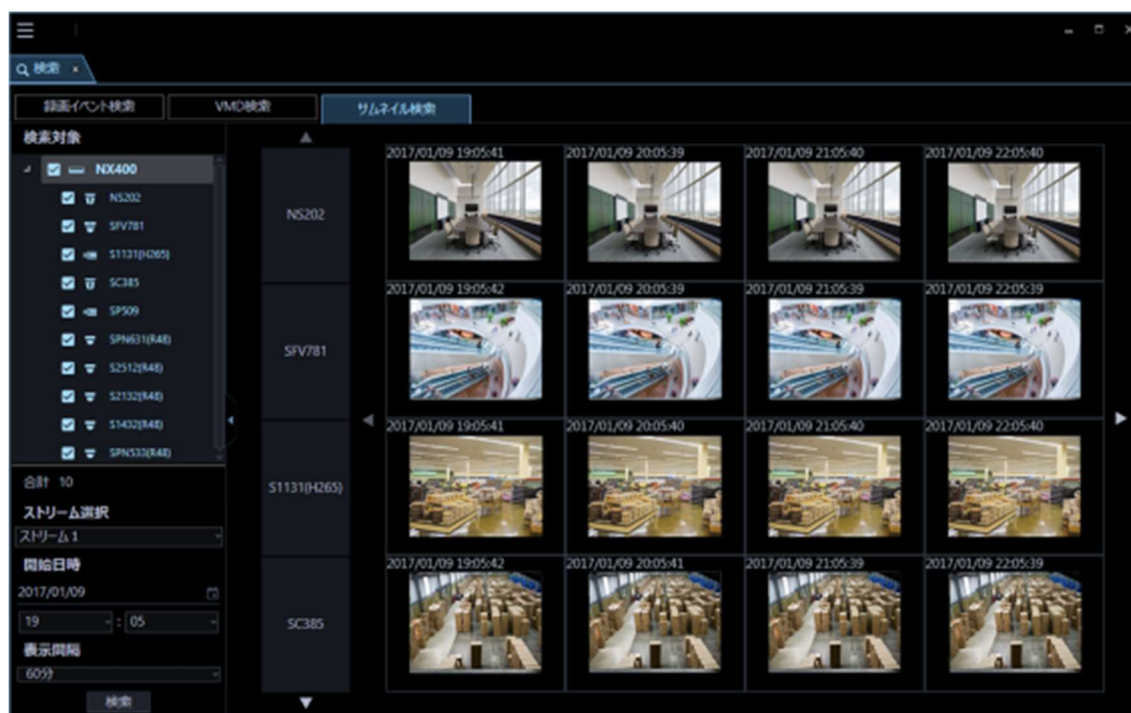 検索
録画イベント検索
VMD検索
サムネイル検索
検索対象
NX400
NS202
SFV781
S1131(H265)
SC385
SP509
SPN631(R48)
S2512(R48)
S2132(R48)
S1432(R48)
SPN533(R48)
合計 10
ストリーム選択
ストリーム 1
開始日時
2017/01/09
19 : 05
表示間隔
60分
検索
NS202
2017/01/09 19:05:41 2017/01/09 20:05:39 2017/01/09 21:05:40 2017/01/09 22:05:40
SFV781
2017/01/09 19:05:42 2017/01/09 20:05:39 2017/01/09 21:05:39 2017/01/09 22:05:39
S1131(H265)
2017/01/09 19:05:41 2017/01/09 20:05:40 2017/01/09 21:05:40 2017/01/09 22:05:40
SC385
2017/01/09 19:05:42 2017/01/09 20:05:41 2017/01/09 21:05:39 2017/01/09 22:05:39